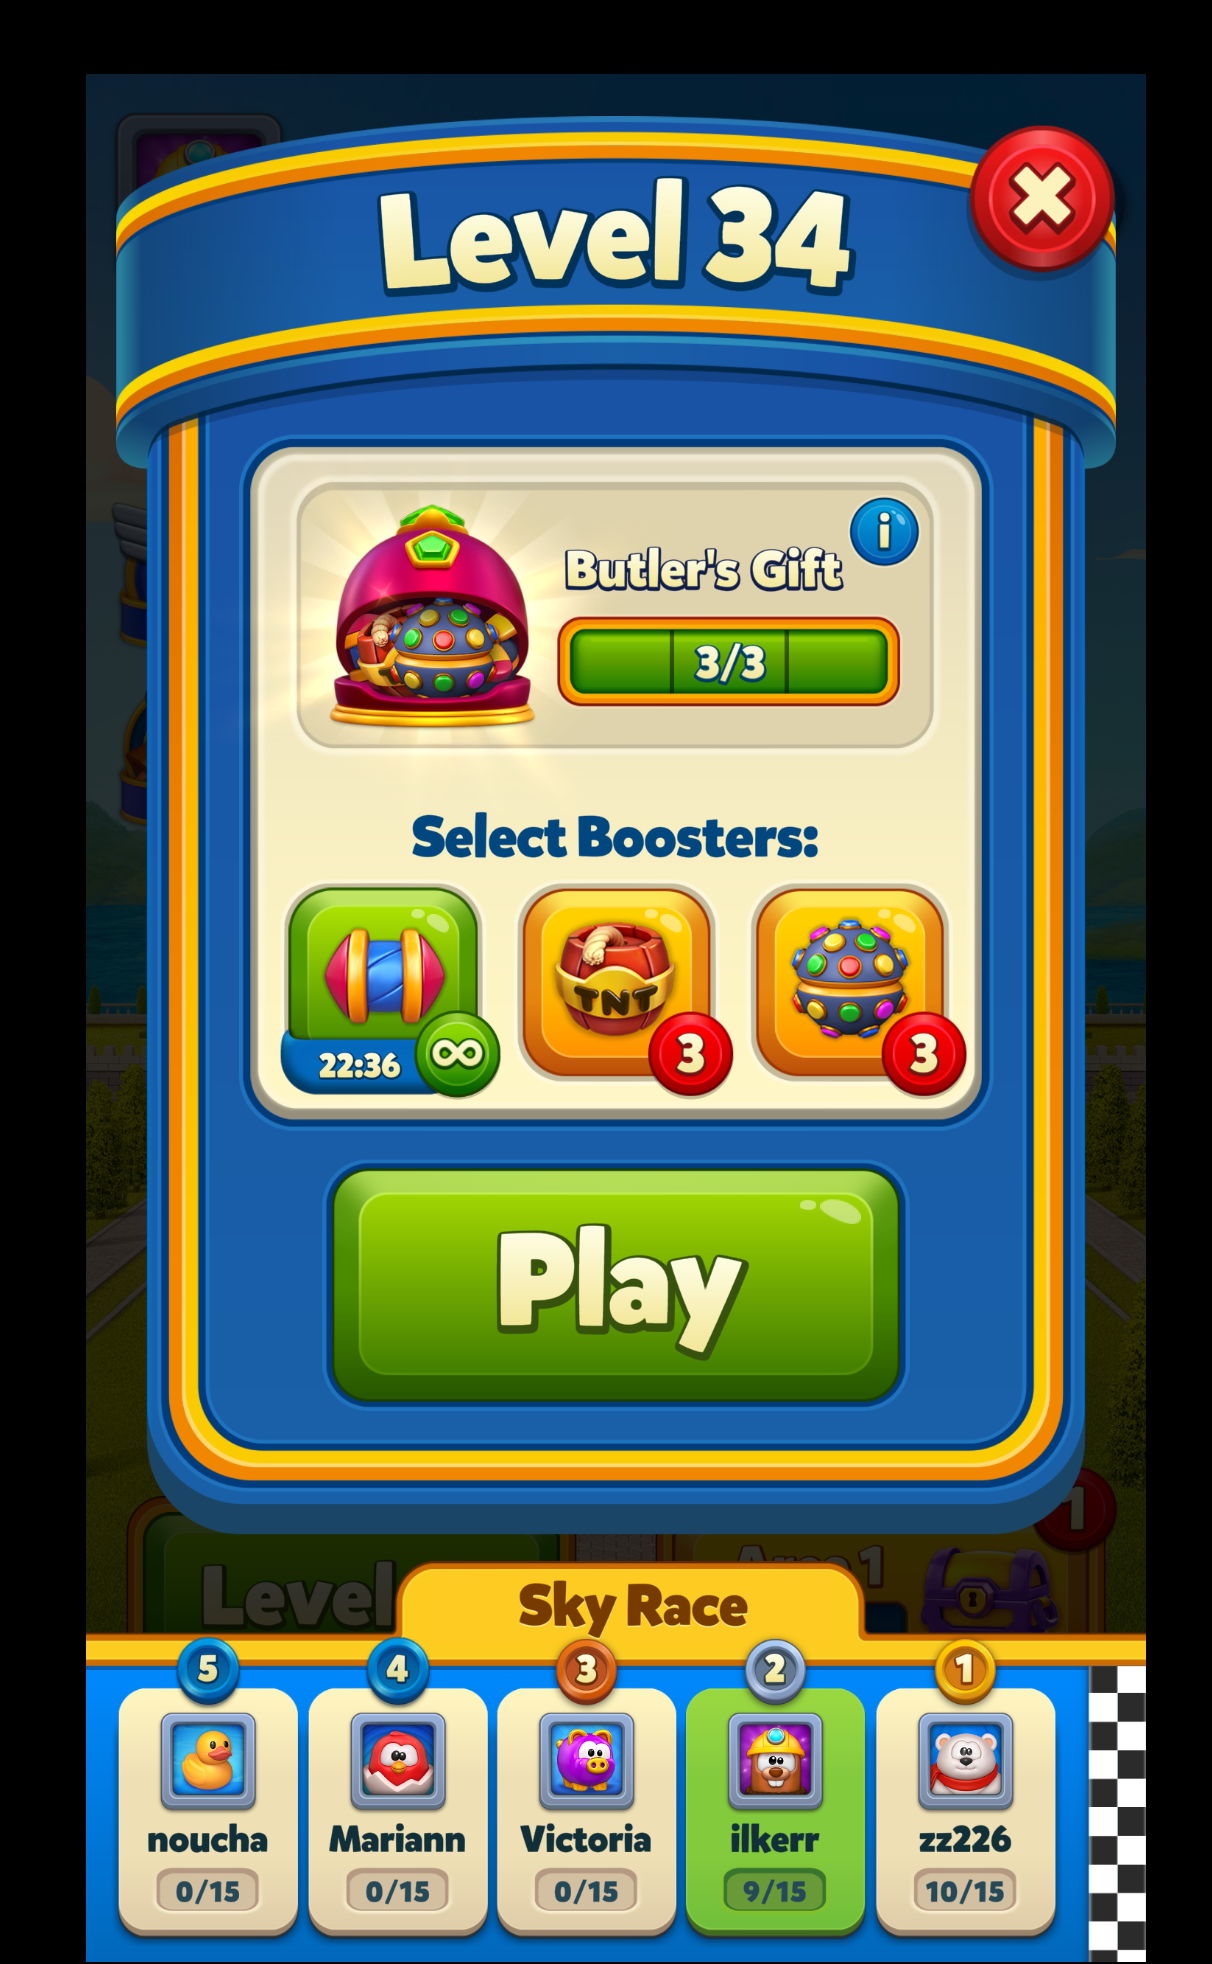 Level 34
Butler's Gift
i
3/3
Select Boosters:
TNT
22:36
∞
3
3
Play
1
Level
Area 1
Sky Race
5
4
3
2
1
noucha
Mariann
Victoria
ilkerr
zz226
0/15
0/15
0/15
9/15
10/15